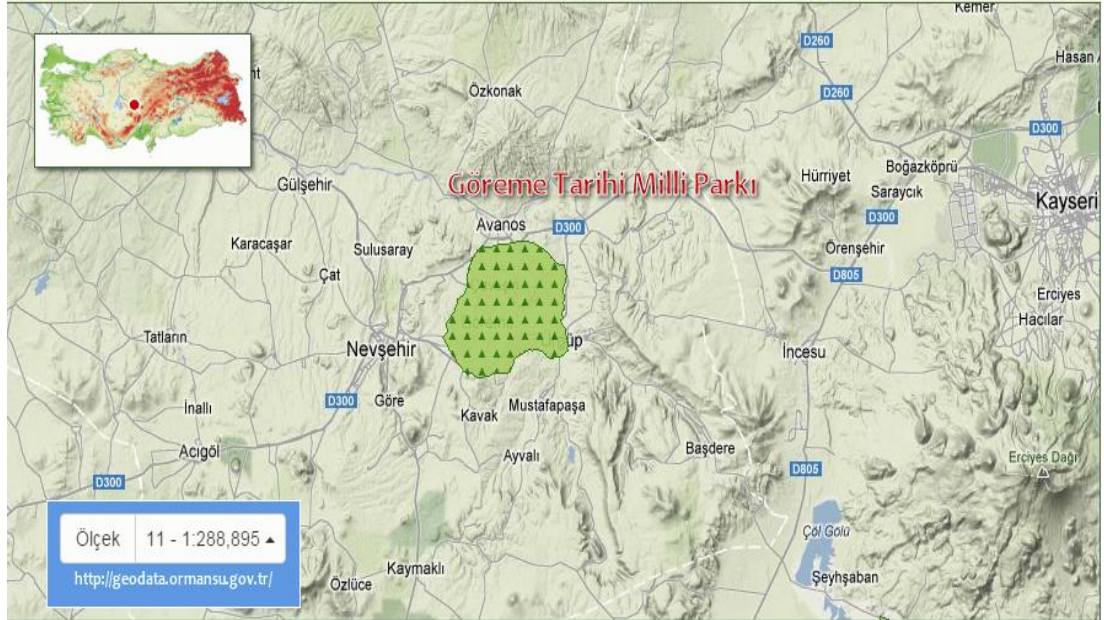 Kemer
D260
Hasan
Özkonak
D260
D300
Boğazköprü
Hürriyet
Saraycık
Göreme Tarihi Milli Parkı
Gülşehir
Kayseri
D300
Avanos
D300
Karacaşar
Sulusaray
Örenşehir
Çat
D805
Erciyes
Hacılar
Tatların
Nevşehir
üp
İncesu
D300
Göre
İnallı
Kavak
Mustafapaşa
Acıgöl
Ayvalı
Başdere
Erciyes Dağı
D805
D300
Ölçek 11 - 1:288,895
http://geodata.ormansu.gov.tr/
Çöl Gölü
Kaymaklı
Özlüce
Şeyhşaban